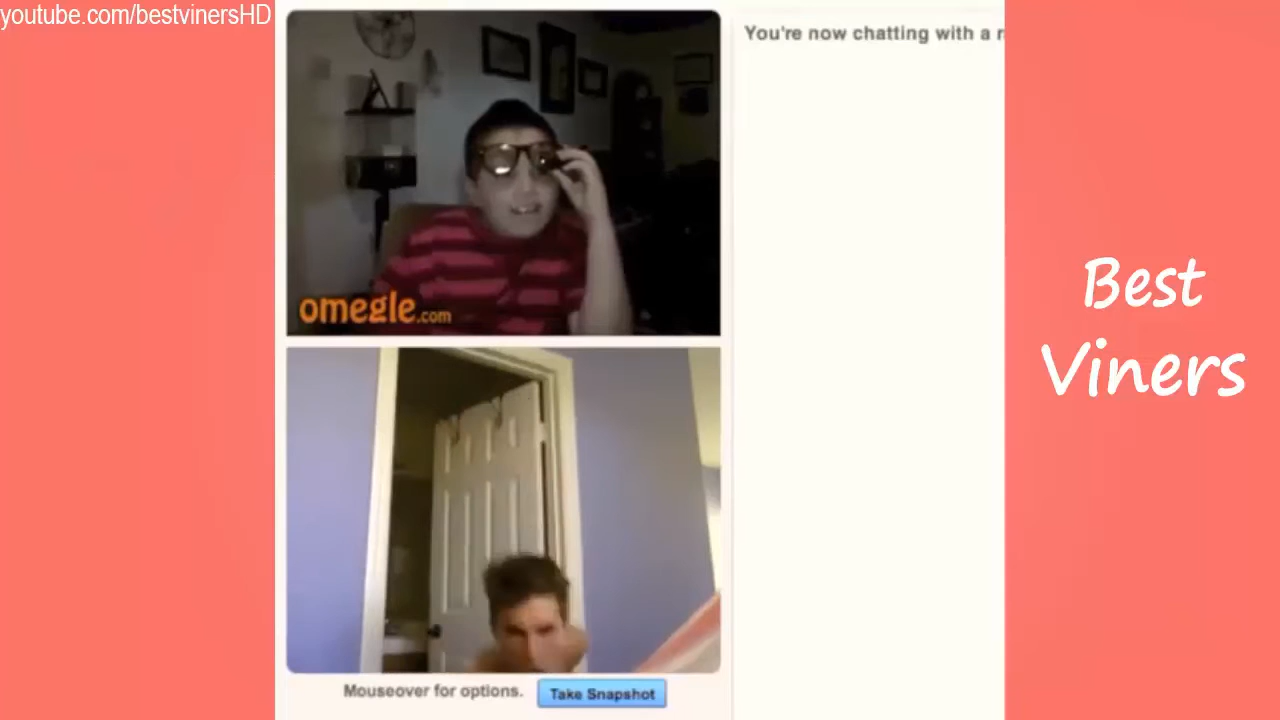 youtube.com/bestvinersHD
You're now chatting with a r
omegle.com
Best
Viners
Mouseover for options.
Take Snapshot